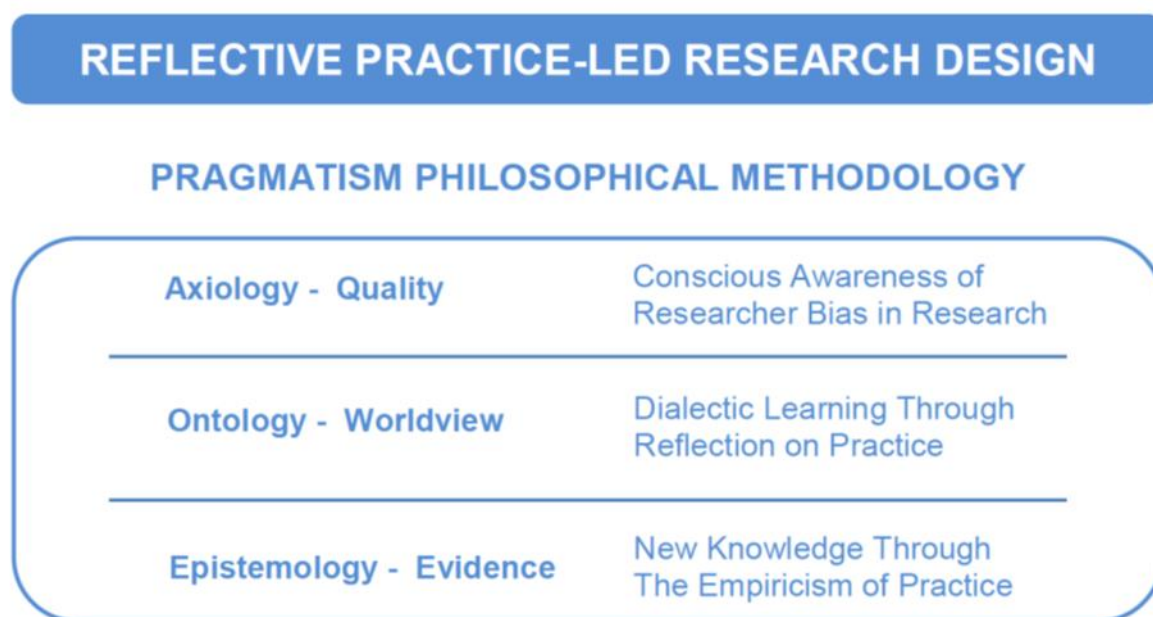 REFLECTIVE PRACTICE-LED RESEARCH DESIGN
PRAGMATISM PHILOSOPHICAL METHODOLOGY
Axiology - Quality
Conscious Awareness of
Researcher Bias in Research
Ontology - Worldview
Dialectic Learning Through
Reflection on Practice
Epistemology - Evidence
New Knowledge Through
The Empiricism of Practice